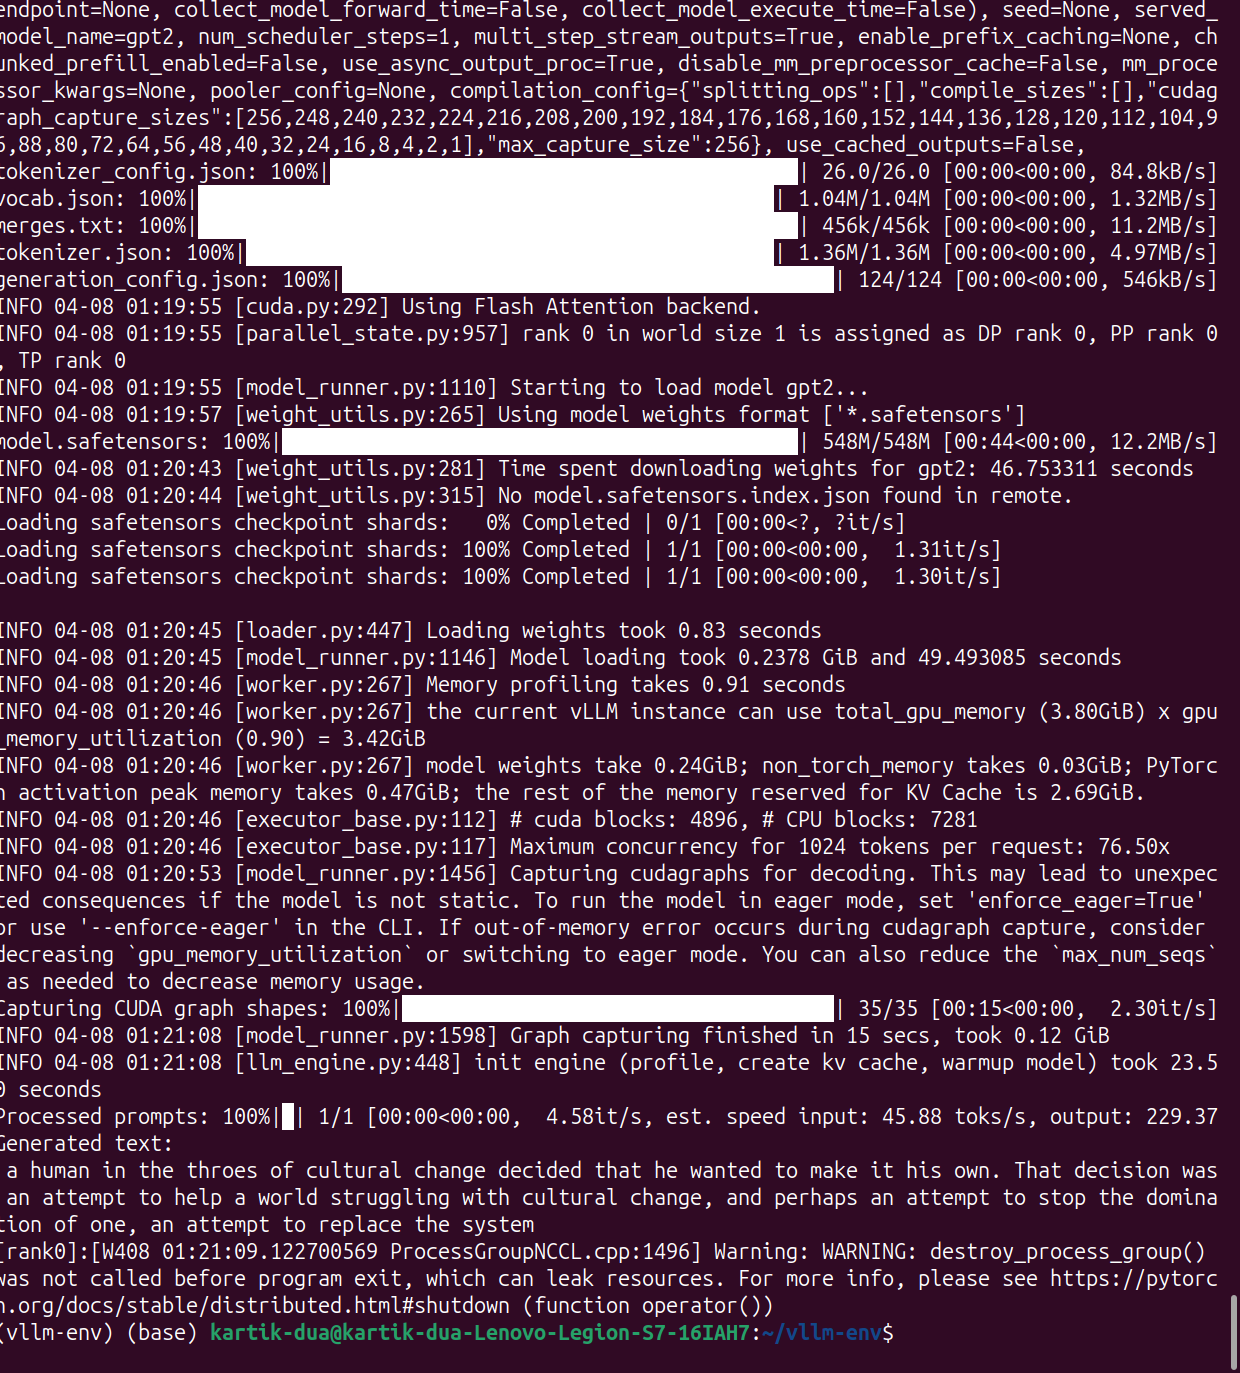 endpoint=None, collect_model_forward_time=False, collect_model_execute_time=False), seed=None, served_
model_name=gpt2, num_scheduler_steps=1, multi_step_stream_outputs=True, enable_prefix_caching=None, ch
unked_prefill_enabled=False, use_async_output_proc=True, disable_mm_preprocessor_cache=False, mm_proce
ssor_kwargs=None, pooler_config=None, compilation_config={"splitting_ops":[],"compile_sizes":[],"cudag
raph_capture_sizes":[256,248,240,232,224,216,208,200,192,184,176,168,160,152,144,136,128,120,112,104,9
6,88,80,72,64,56,48,40,32,24,16,8,4,2,1],"max_capture_size":256}, use_cached_outputs=False,
tokenizer_config.json: 100%| | 26.0/26.0 [00:00<00:00, 84.8kB/s]
vocab.json: 100%| | 1.04M/1.04M [00:00<00:00, 1.32MB/s]
merges.txt: 100%| | 456k/456k [00:00<00:00, 11.2MB/s]
tokenizer.json: 100%| | 1.36M/1.36M [00:00<00:00, 4.97MB/s]
generation_config.json: 100%| | 124/124 [00:00<00:00, 546kB/s]
INFO 04-08 01:19:55 [cuda.py:292] Using Flash Attention backend.
INFO 04-08 01:19:55 [parallel_state.py:957] rank 0 in world size 1 is assigned as DP rank 0, PP rank 0
, TP rank 0
INFO 04-08 01:19:55 [model_runner.py:1110] Starting to load model gpt2...
INFO 04-08 01:19:57 [weight_utils.py:265] Using model weights format ['*.safetensors']
model.safetensors: 100%| | 548M/548M [00:44<00:00, 12.2MB/s]
INFO 04-08 01:20:43 [weight_utils.py:281] Time spent downloading weights for gpt2: 46.753311 seconds
INFO 04-08 01:20:44 [weight_utils.py:315] No model.safetensors.index.json found in remote.
Loading safetensors checkpoint shards:   0% Completed | 0/1 [00:00<?, ?it/s]
Loading safetensors checkpoint shards: 100% Completed | 1/1 [00:00<00:00,  1.31it/s]
Loading safetensors checkpoint shards: 100% Completed | 1/1 [00:00<00:00,  1.30it/s]
INFO 04-08 01:20:45 [loader.py:447] Loading weights took 0.83 seconds
INFO 04-08 01:20:45 [model_runner.py:1146] Model loading took 0.2378 GiB and 49.493085 seconds
INFO 04-08 01:20:46 [worker.py:267] Memory profiling takes 0.91 seconds
INFO 04-08 01:20:46 [worker.py:267] the current vLLM instance can use total_gpu_memory (3.80GiB) x gpu
_memory_utilization (0.90) = 3.42GiB
INFO 04-08 01:20:46 [worker.py:267] model weights take 0.24GiB; non_torch_memory takes 0.03GiB; PyTorc
h activation peak memory takes 0.47GiB; the rest of the memory reserved for KV Cache is 2.69GiB.
INFO 04-08 01:20:46 [executor_base.py:112] # cuda blocks: 4896, # CPU blocks: 7281
INFO 04-08 01:20:46 [executor_base.py:117] Maximum concurrency for 1024 tokens per request: 76.50x
INFO 04-08 01:20:53 [model_runner.py:1456] Capturing cudagraphs for decoding. This may lead to unexpec
ted consequences if the model is not static. To run the model in eager mode, set 'enforce_eager=True'
or use '--enforce-eager' in the CLI. If out-of-memory error occurs during cudagraph capture, consider
decreasing `gpu_memory_utilization` or switching to eager mode. You can also reduce the `max_num_seqs`
as needed to decrease memory usage.
Capturing CUDA graph shapes: 100%| | 35/35 [00:15<00:00,  2.30it/s]
INFO 04-08 01:21:08 [model_runner.py:1598] Graph capturing finished in 15 secs, took 0.12 GiB
INFO 04-08 01:21:08 [llm_engine.py:448] init engine (profile, create kv cache, warmup model) took 23.5
0 seconds
Processed prompts: 100%| | 1/1 [00:00<00:00,  4.58it/s, est. speed input: 45.88 toks/s, output: 229.37
Generated text:
a human in the throes of cultural change decided that he wanted to make it his own. That decision was
an attempt to help a world struggling with cultural change, and perhaps an attempt to stop the domina
tion of one, an attempt to replace the system
[rank0]:[W408 01:21:09.122700569 ProcessGroupNCCL.cpp:1496] Warning: WARNING: destroy_process_group()
was not called before program exit, which can leak resources. For more info, please see https://pytorc
h.org/docs/stable/distributed.html#shutdown (function operator())
(vllm-env) (base) kartik-dua@kartik-dua-Lenovo-Legion-S7-16IAH7:~/vllm-env$